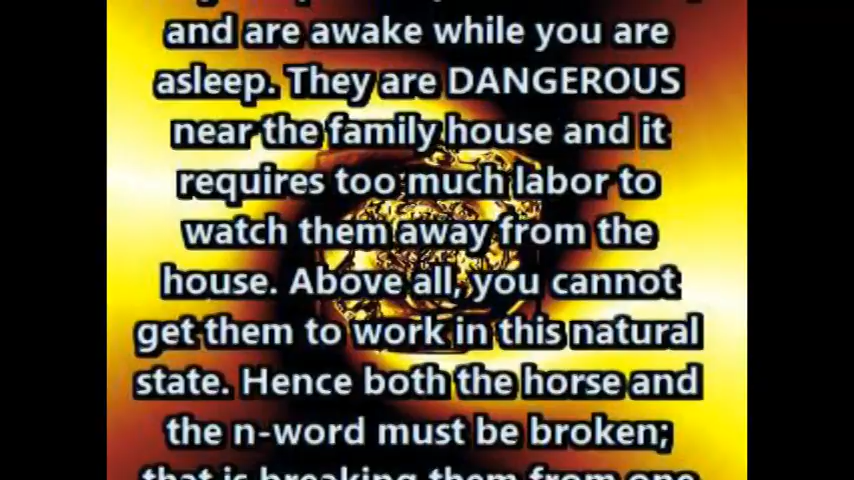 and are awake while you are
asleep. They are DANGEROUS
near the family house and it
requires too much labor to
watch them away from the
house. Above all, you cannot
get them to work in this natural
state. Hence both the horse and
the n-word must be broken;
that is breaking them from one